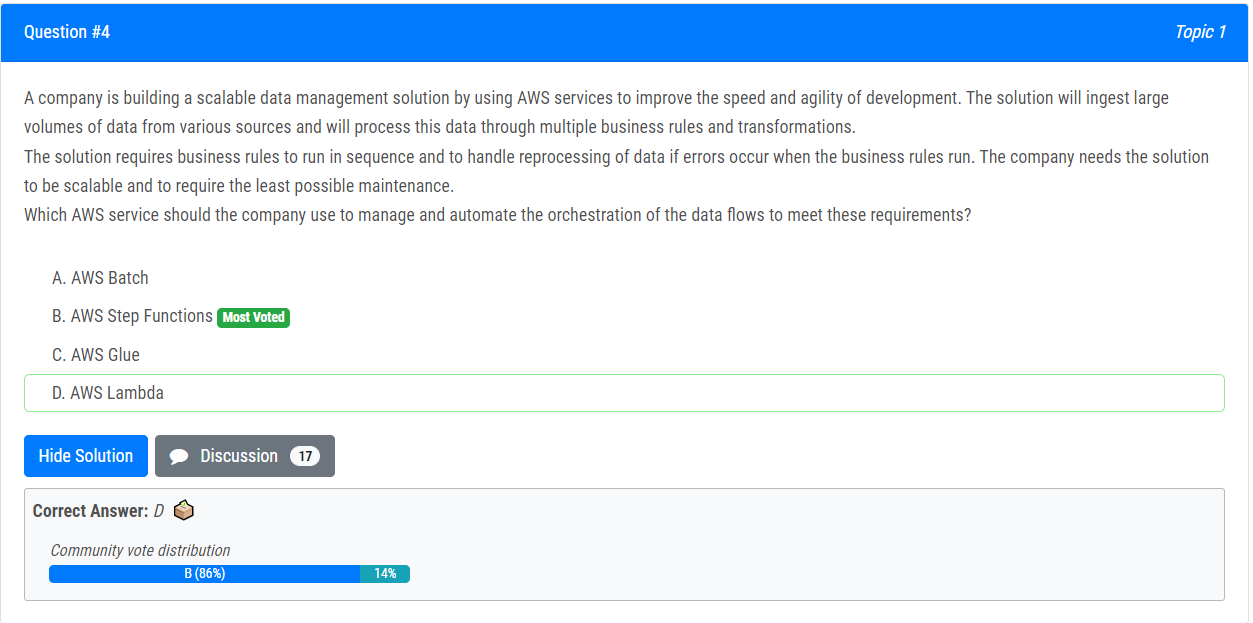 Question #4
Topic 1
A company is building a scalable data management solution by using AWS services to improve the speed and agility of development. The solution will ingest large
volumes of data from various sources and will process this data through multiple business rules and transformations.
The solution requires business rules to run in sequence and to handle reprocessing of data if errors occur when the business rules run. The company needs the solution
to be scalable and to require the least possible maintenance.
Which AWS service should the company use to manage and automate the orchestration of the data flows to meet these requirements?
A. AWS Batch
B. AWS Step Functions Most Voted
C. AWS Glue
D. AWS Lambda
Hide Solution Discussion 17
Correct Answer: D
Community vote distribution
B (86%) 14%